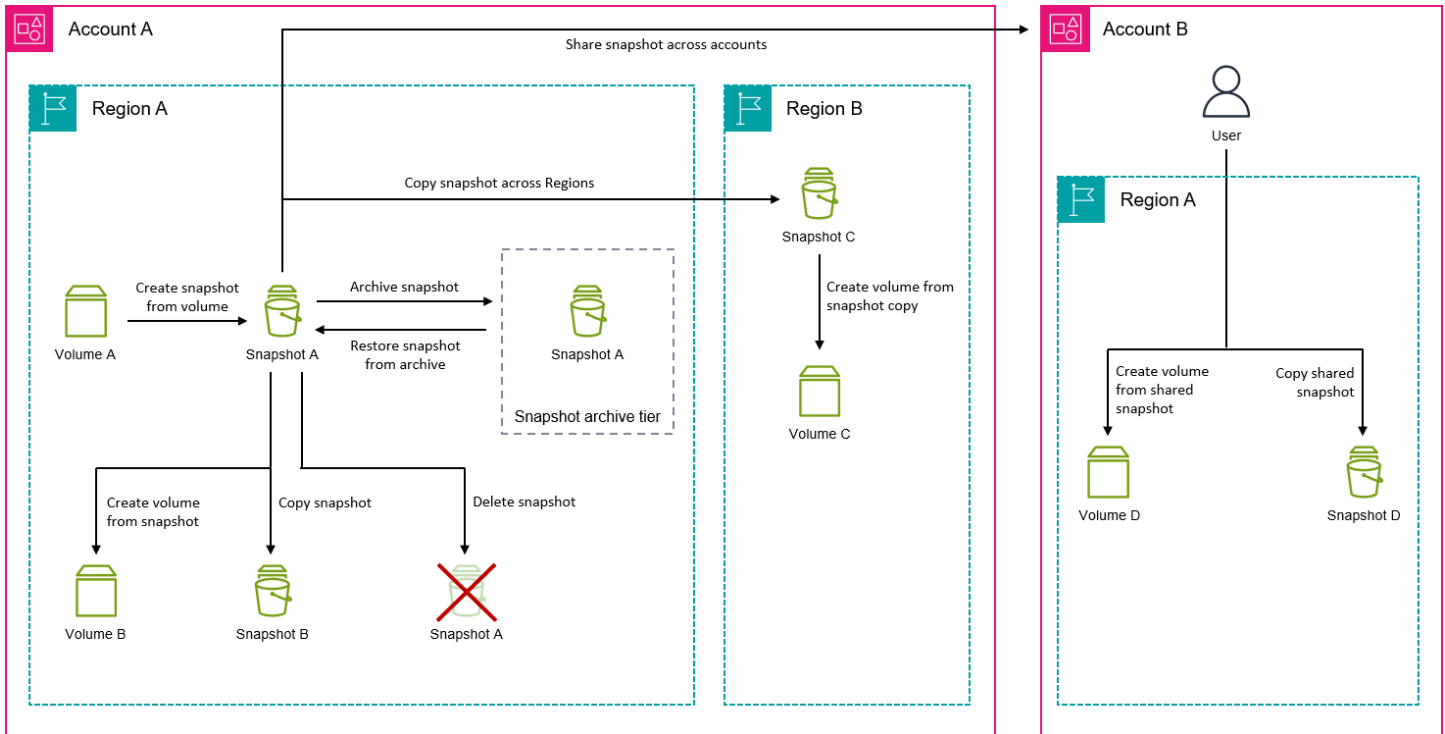 Account A
Share snapshot across accounts
Region A
Copy snapshot across Regions
Create snapshot
from volume
Volume A
Snapshot A
Archive snapshot
Restore snapshot
from archive
Snapshot A
Snapshot archive tier
Create volume
from snapshot
Copy snapshot
Delete snapshot
Volume B
Snapshot B
Snapshot A
Region B
Snapshot C
Create volume from
snapshot copy
Volume C
Account B
User
Region A
Create volume
from shared
snapshot
Copy shared
snapshot
Volume D
Snapshot D